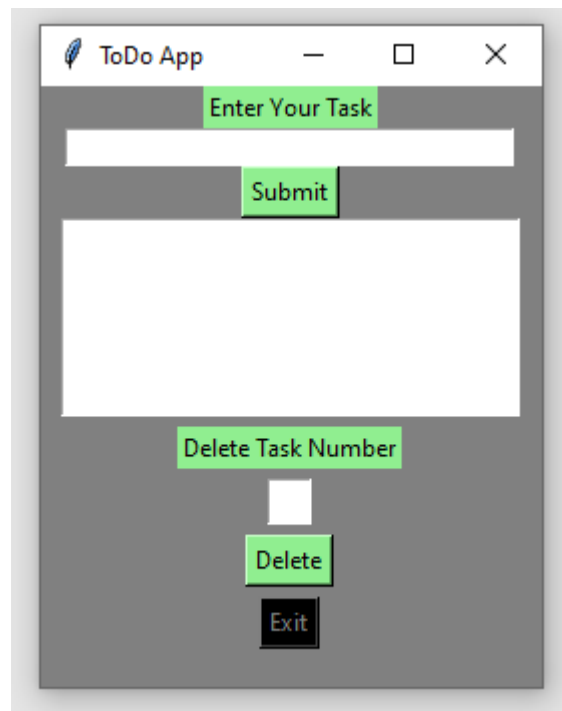 ToDo App
Enter Your Task
Submit
Delete Task Number
Delete
Exit